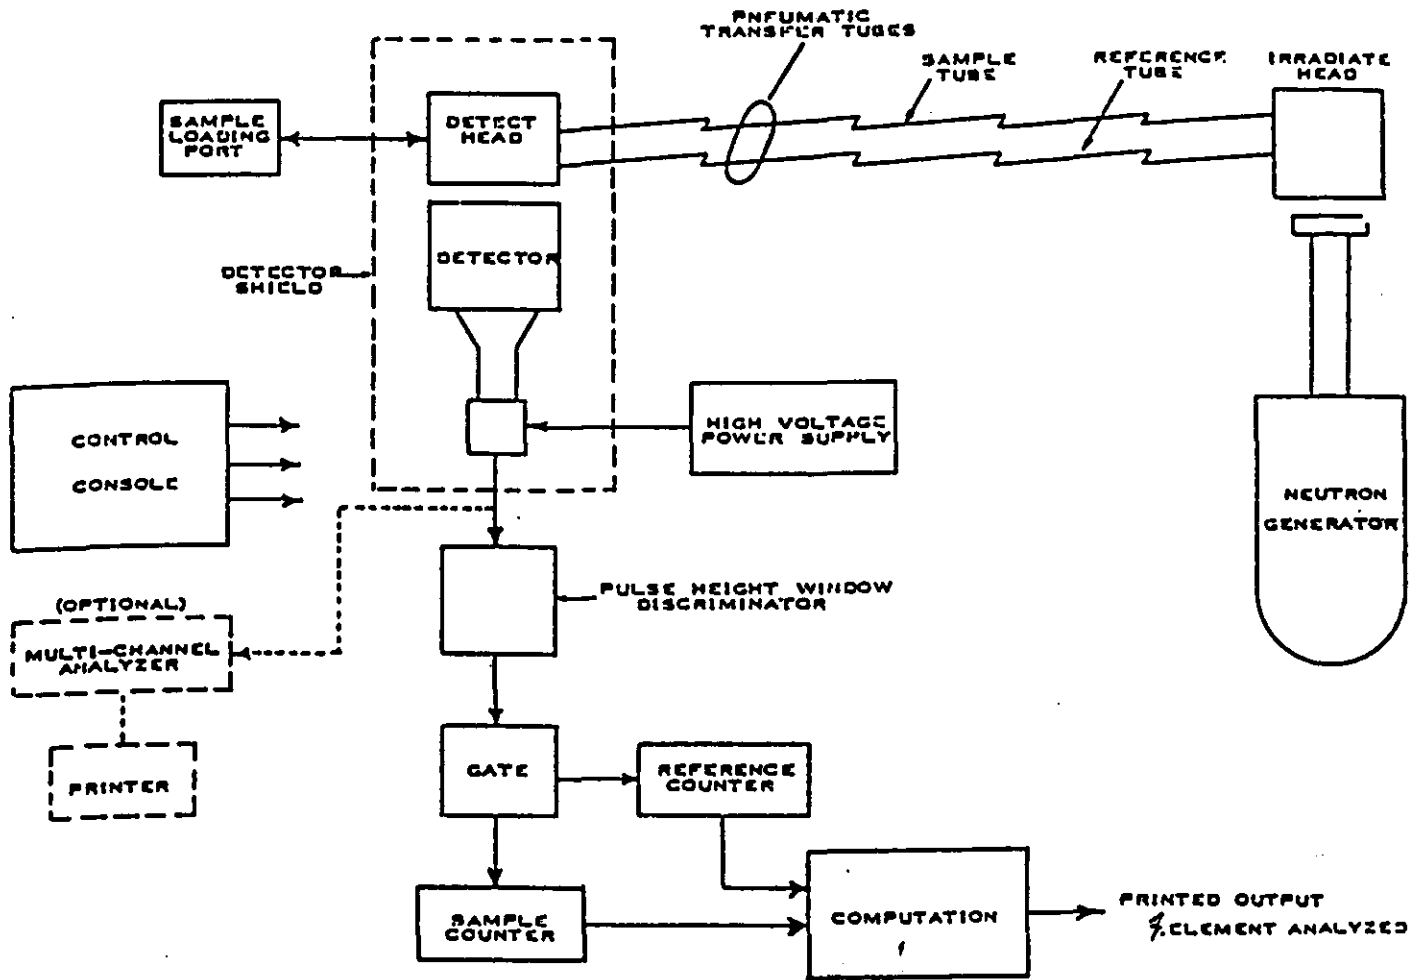 PNEUMATIC
TRANSFER TUBES
SAMPLE
TUBE
REFERENCE
TUBE
IRRADIATE
HEAD
SAMPLE
LOADING
PORT
DETECT
HEAD
DETECTOR
DETECTOR
SHIELD
HIGH VOLTAGE
POWER SUPPLY
CONTROL
CONSOLE
NEUTRON
GENERATOR
PULSE HEIGHT WINDOW
DISCRIMINATOR
(OPTIONAL)
MULTI-CHANNEL
ANALYZER
PRINTER
GATE
REFERENCE
COUNTER
SAMPLE
COUNTER
COMPUTATION
PRINTED OUTPUT
% ELEMENT ANALYZED